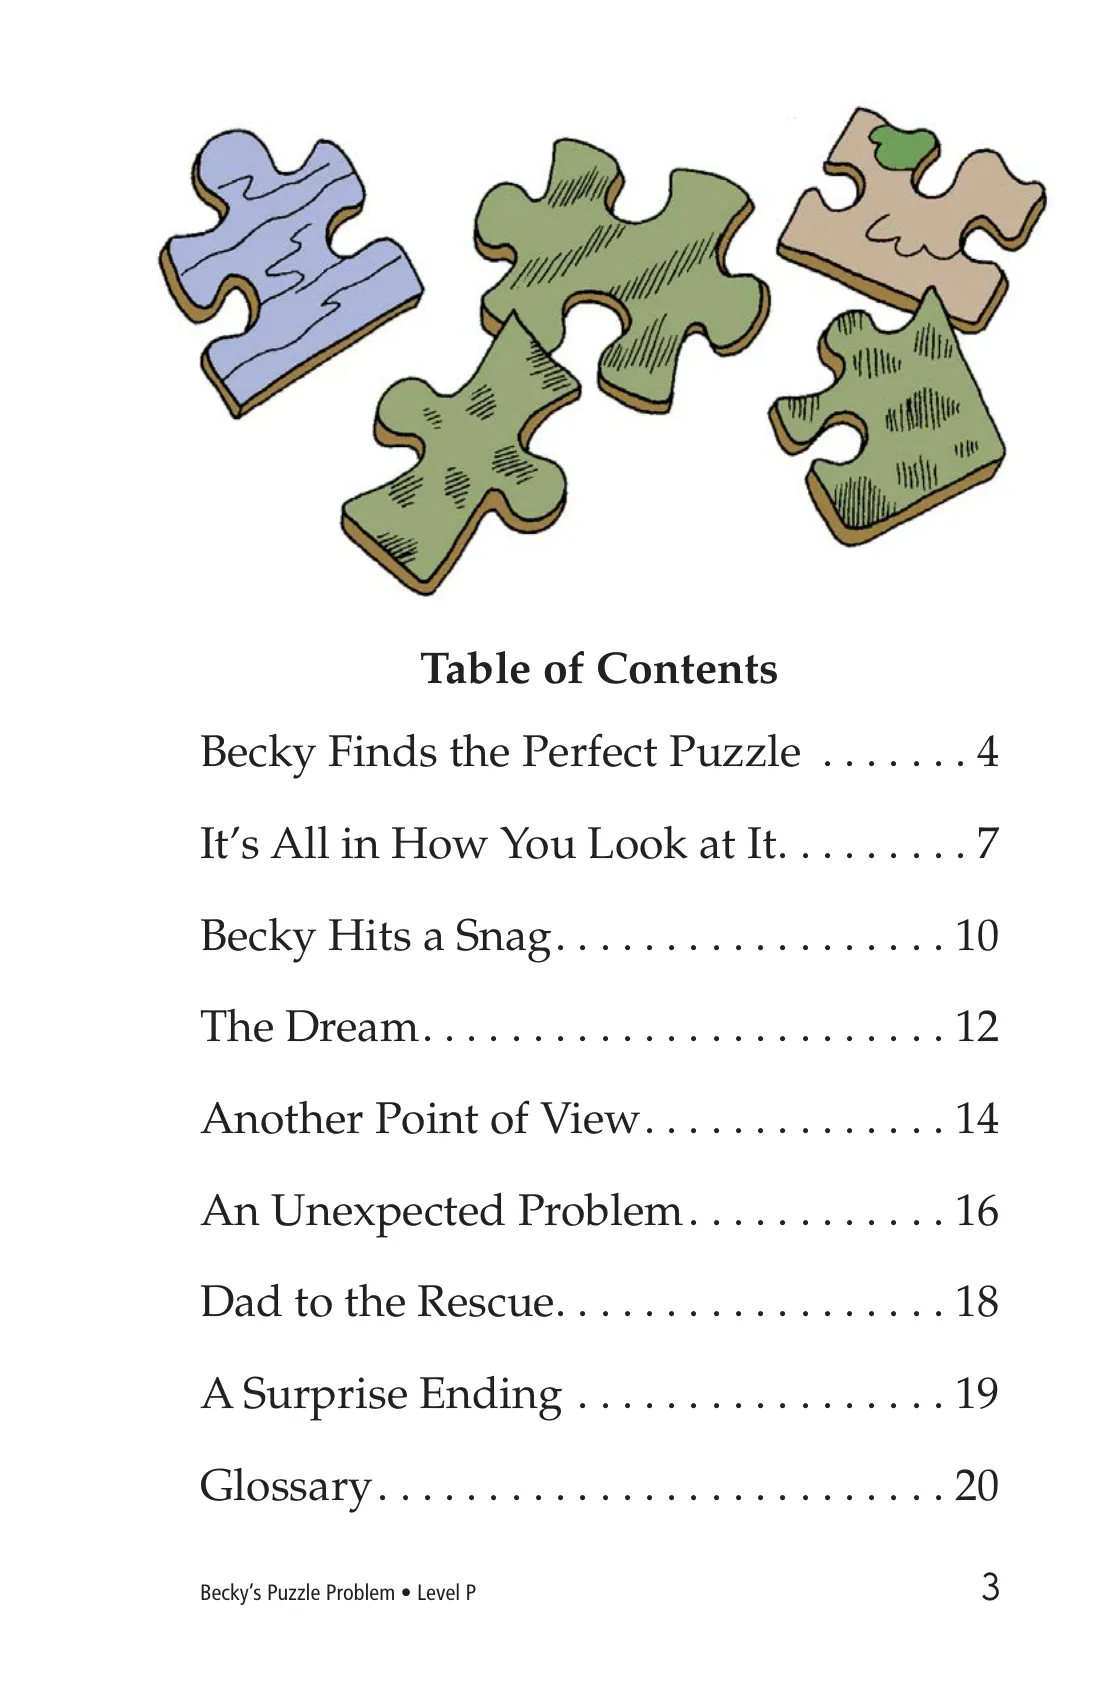 Table of Contents
Becky Finds the Perfect Puzzle . . . . . . . 4
It’s All in How You Look at It. . . . . . . . . 7
Becky Hits a Snag. . . . . . . . . . . . . . . . . . 10
The Dream. . . . . . . . . . . . . . . . . . . . . . . . 12
Another Point of View. . . . . . . . . . . . . . 14
An Unexpected Problem. . . . . . . . . . . . 16
Dad to the Rescue. . . . . . . . . . . . . . . . . . 18
A Surprise Ending . . . . . . . . . . . . . . . . . 19
Glossary. . . . . . . . . . . . . . . . . . . . . . . . . . 20
Becky’s Puzzle Problem • Level P 3